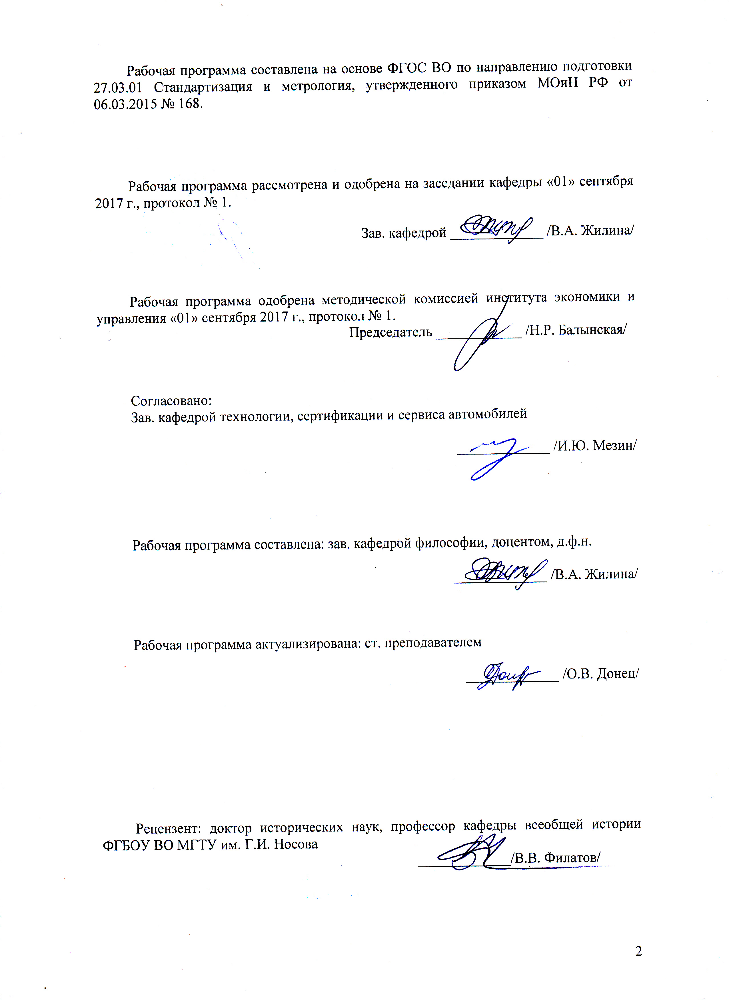 Рабочая программа составлена на основе ФГОС ВО по направлению подготовки
27.03.01 Стандартизация и метрология, утвержденного приказом МОиН РФ от
06.03.2015 № 168.
Рабочая программа рассмотрена и одобрена на заседании кафедры «01» сентября
2017 г., протокол № 1.
Зав. кафедрой /В.А. Жилина/
Рабочая программа одобрена методической комиссией института экономики и
управления «01» сентября 2017 г., протокол № 1.
Председатель /Н.Р. Балынская/
Согласовано:
Зав. кафедрой технологии, сертификации и сервиса автомобилей
/И.Ю. Мезин/
Рабочая программа составлена: зав. кафедрой философии, доцентом, д.ф.н.
/В.А. Жилина/
Рабочая программа актуализирована: ст. преподавателем
/О.В. Донец/
Рецензент: доктор исторических наук, профессор кафедры всеобщей истории
ФГБОУ ВО МГТУ им. Г.И. Носова
/В.В. Филатов/
2